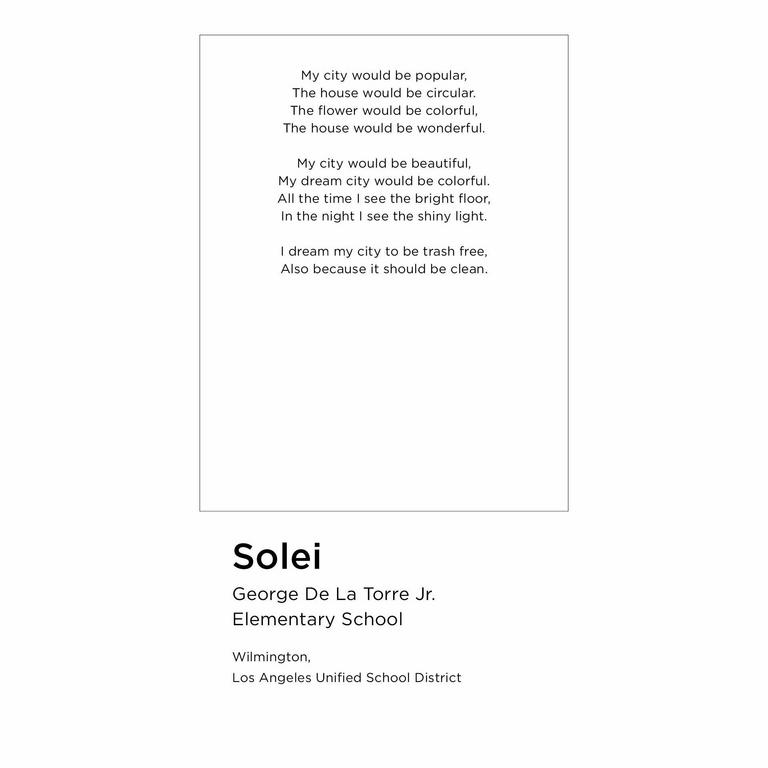 My city would be popular,
The house would be circular.
The flower would be colorful,
The house would be wonderful.
My city would be beautiful,
My dream city would be colorful.
All the time I see the bright floor,
In the night I see the shiny light.
I dream my city to be trash free,
Also because it should be clean.
Solei
George De La Torre Jr.
Elementary School
Wilmington,
Los Angeles Unified School District